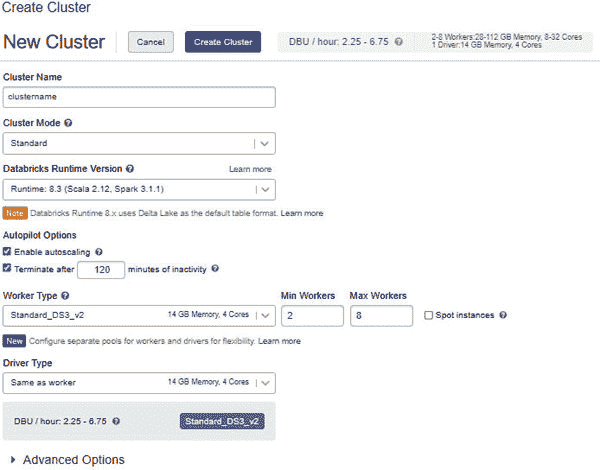 Create Cluster
New Cluster Cancel Create Cluster DBU / hour: 2.25 - 6.75 2-8 Workers:28-112 GB Memory, 8-32 Cores
1 Driver:14 GB Memory, 4 Cores
Cluster Name
clustername
Cluster Mode
Standard
Databricks Runtime Version Learn more
Runtime: 8.3 (Scala 2.12, Spark 3.1.1)
Note Databricks Runtime 8.x uses Delta Lake as the default table format. Learn more
Autopilot Options
Enable autoscaling
Terminate after 120 minutes of inactivity
Worker Type Min Workers Max Workers
Standard_DS3_v2 14 GB Memory, 4 Cores 2 8 Spot instances
New Configure separate pools for workers and drivers for flexibility. Learn more
Driver Type
Same as worker 14 GB Memory, 4 Cores
DBU / hour: 2.25 - 6.75 Standard_DS3_v2
Advanced Options